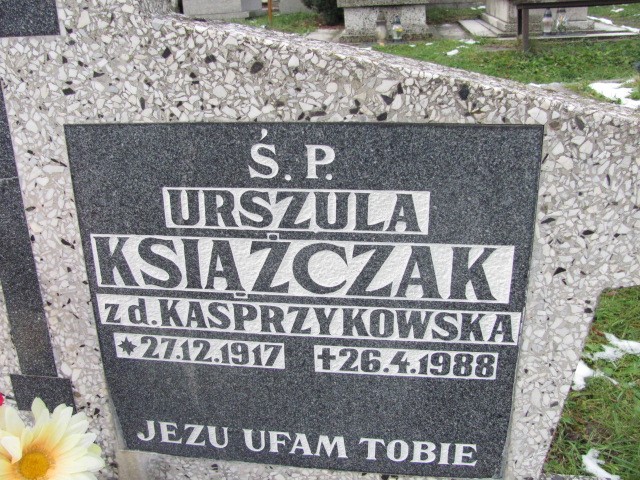 Ś.P.
URSZULA
KSIĄŻCZAK
z d. KASPRZYKOWSKA
*27.12.1917 +26.4.1988
JEZU UFAM TOBIE